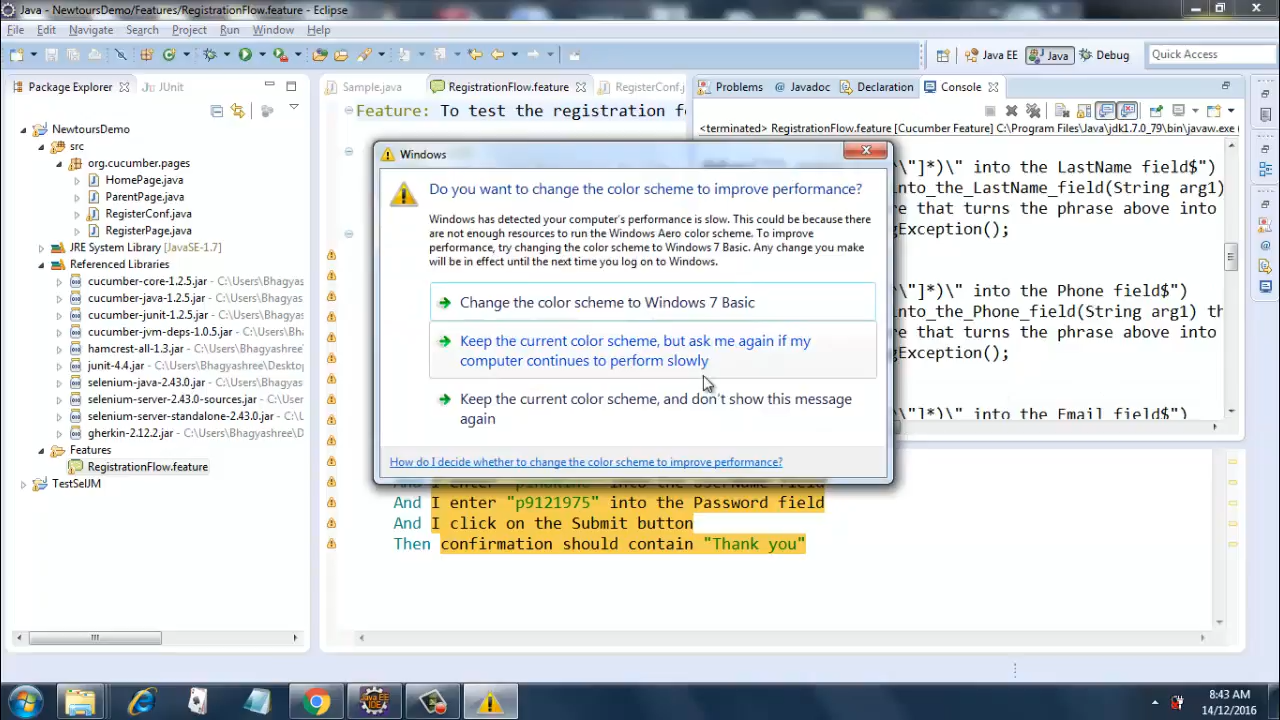 Java - NewtoursDemo/Features/RegistrationFlow.feature - Eclipse
File Edit Navigate Search Project Run Window Help
Java EE Java Debug Quick Access
Package Explorer JUnit
Sample.java RegisterConf.
RegistrationFlow.feature
Problems @ Javadoc Declaration Console
Feature: To test the registration f
<terminated> RegistrationFlow.feature [Cucumber Feature] C:\Program Files\Java\jdk1.7.0_79\bin\javaw.exe (
NewtoursDemo
src
org.cucumber.pages
HomePage.java
ParentPage.java
RegisterConf.java
RegisterPage.java
JRE System Library [JavaSE-1.7]
Referenced Libraries
cucumber-core-1.2.5.jar - C:\Users\Bhagyas
cucumber-java-1.2.5.jar - C:\Users\Bhagyasl
cucumber-junit-1.2.5.jar - C:\Users\Bhagyas
cucumber-jvm-deps-1.0.5.jar - C:\Users\Bha
hamcrest-all-1.3.jar - C:\Users\Bhagyashree
junit-4.4.jar - C:\Users\Bhagyashree\Desktop
selenium-java-2.43.0.jar - C:\Users\Bhagyas
selenium-server-2.43.0-sources.jar - C:\User
selenium-server-standalone-2.43.0.jar - C:\U
gherkin-2.12.2.jar - C:\Users\Bhagyashree\D
Features
RegistrationFlow.feature
TestSelJM
Windows
Do you want to change the color scheme to improve performance?
Windows has detected your computer's performance is slow. This could be because there
are not enough resources to run the Windows Aero color scheme. To improve
performance, try changing the color scheme to Windows 7 Basic. Any change you make
will be in effect until the next time you log on to Windows.
Change the color scheme to Windows 7 Basic
Keep the current color scheme, but ask me again if my
computer continues to perform slowly
Keep the current color scheme, and don't show this message
again
How do I decide whether to change the color scheme to improve performance?
\"]*)\" into the LastName field$")
into_the_LastName_field(String arg1)
re that turns the phrase above into
gException();
\"]*)\" into the Phone field$")
into_the_Phone_field(String arg1) th
re that turns the phrase above into
gException();
\"]*)\" into the Email field$")
And I enter into the field
And I enter "p9121975" into the Password field
And I click on the Submit button
Then confirmation should contain "Thank you"
8:43 AM
14/12/2016